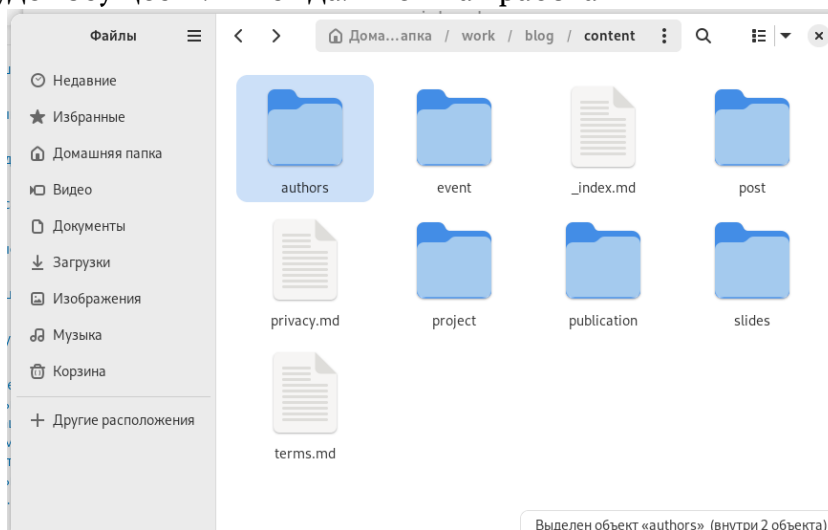 Файлы
Дома...апка / work / blog / content
Недавние
Избранные
Домашняя папка
Видео
Документы
Загрузки
Изображения
Музыка
Корзина
Другие расположения
authors event _index.md post
privacy.md project publication slides
terms.md
Выделен объект «authors» (внутри 2 объекта)